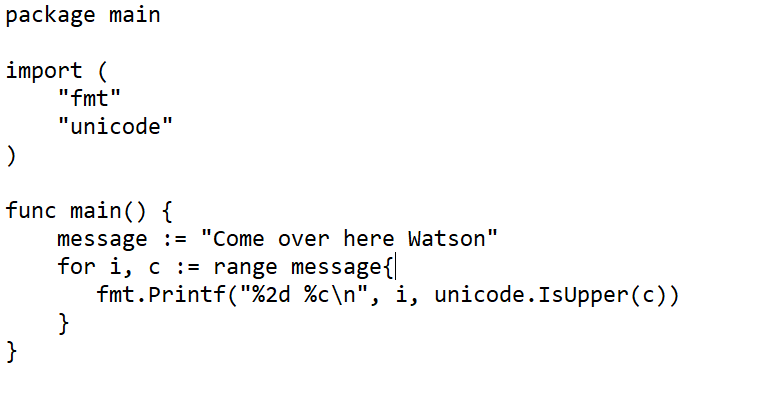 package main

import (
    "fmt"
    "unicode"
)

func main() {
    message := "Come over here Watson"
    for i, c := range message{
       fmt.Printf("%2d %c\n", i, unicode.IsUpper(c))
    }
}